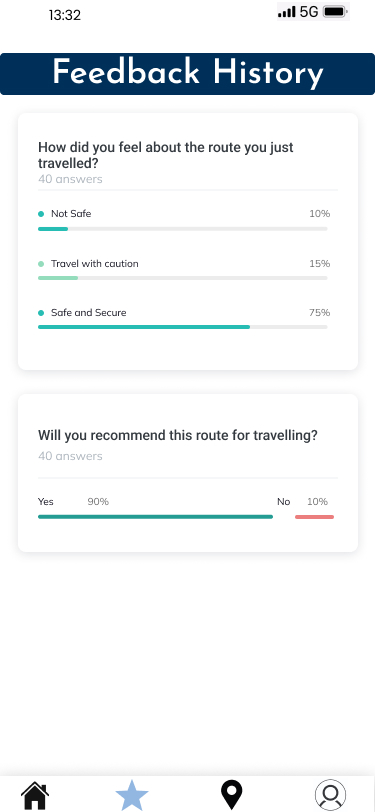 13:32
5G
Feedback History
How did you feel about the route you just
travelled?
40 answers
Not Safe 10%
Travel with caution 15%
Safe and Secure 75%
Will you recommend this route for travelling?
40 answers
Yes 90% No 10%